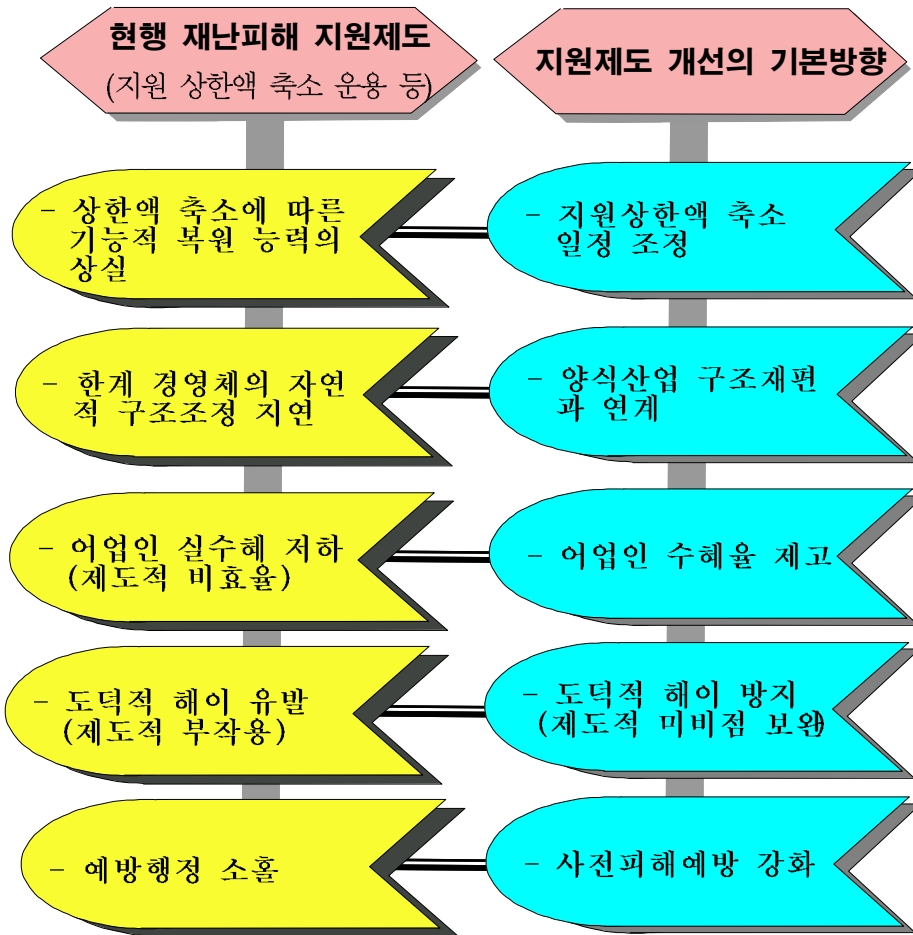 현행 재난피해 지원제도
(지원 상한액 축소 운용 등)
지원제도 개선의 기본방향
- 상한액 축소에 따른
기능적 복원 능력의
상실
- 지원상한액 축소
일정 조정
- 한계 경영체의 자연
적 구조조정 지연
- 양식산업 구조재편
과 연계
- 어업인 실수혜 저하
(제도적 비효율)
- 어업인 수혜율 제고
- 도덕적 해이 유발
(제도적 부작용)
- 도덕적 해이 방지
(제도적 미비점 보완)
- 예방행정 소홀
- 사전피해예방 강화